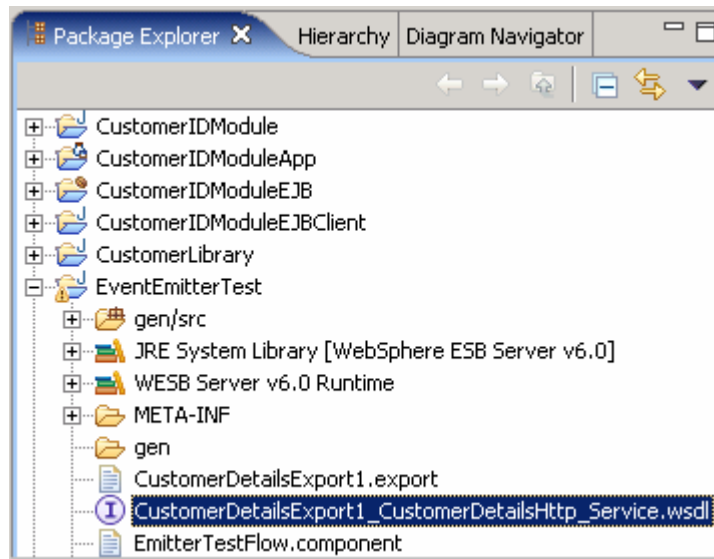 Package Explorer Hierarchy Diagram Navigator
CustomerIDModule
CustomerIDModuleApp
CustomerIDModuleEJB
CustomerIDModuleEJBClient
CustomerLibrary
EventEmitterTest
gen/src
JRE System Library [WebSphere ESB Server v6.0]
WESB Server v6.0 Runtime
META-INF
gen
CustomerDetailsExport1.export
CustomerDetailsExport1_CustomerDetailsHttp_Service.wsdl
EmitterTestFlow.component